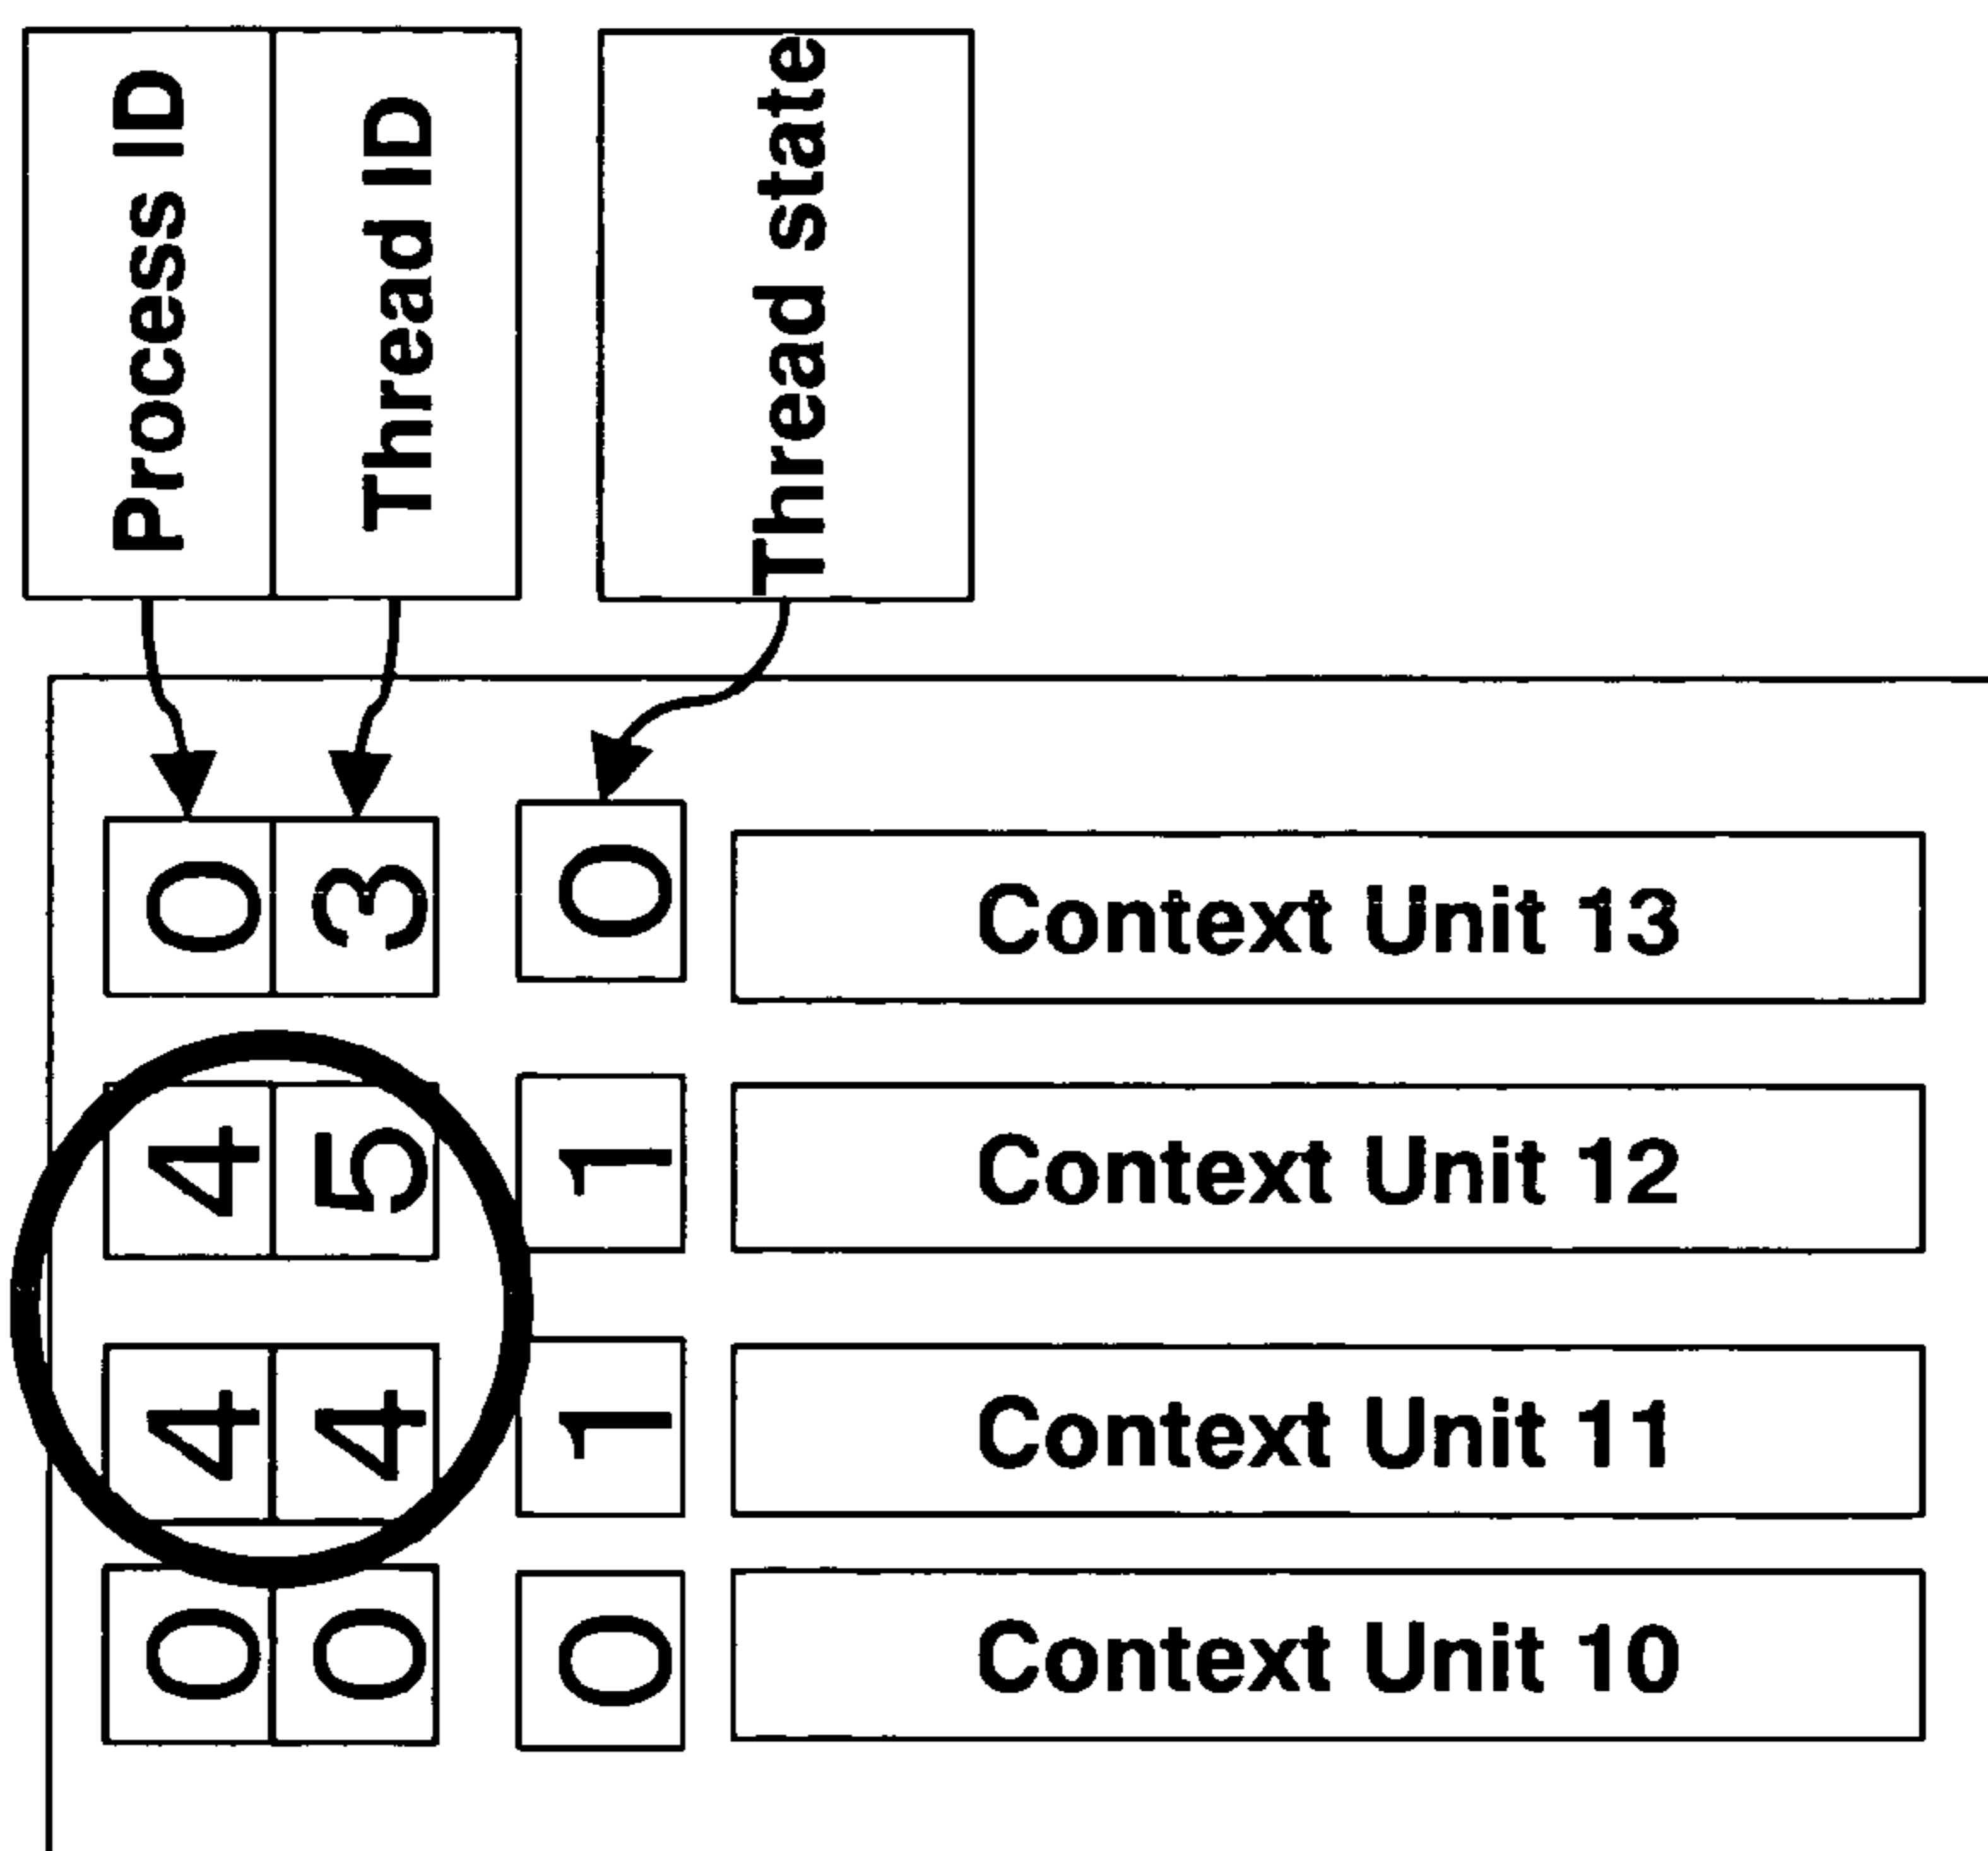 Process ID
Thread ID
Thread state
0 3 0 Context Unit 13
4 5 1 Context Unit 12
4 4 1 Context Unit 11
0 0 0 Context Unit 10